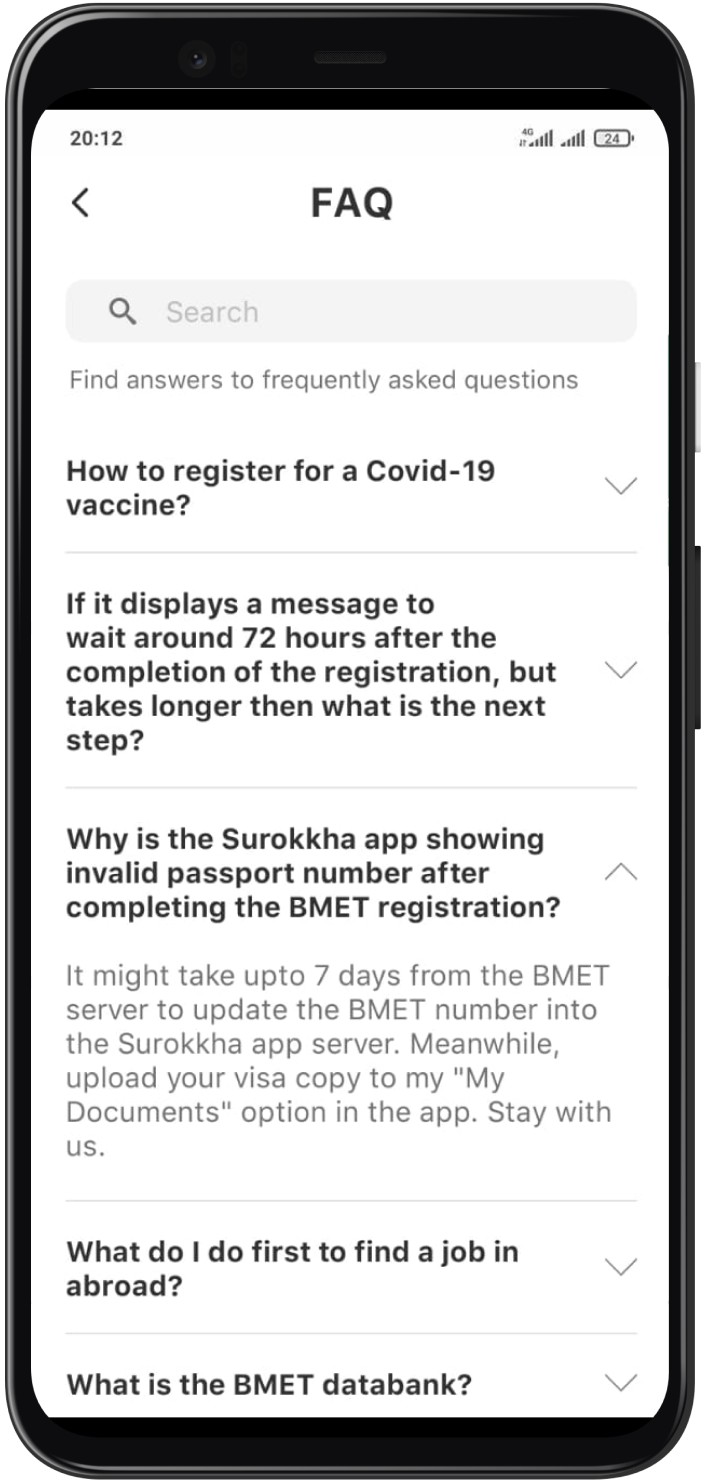 20:12
4G
24
FAQ
Search
Find answers to frequently asked questions
How to register for a Covid-19
vaccine?
If it displays a message to
wait around 72 hours after the
completion of the registration, but
takes longer then what is the next
step?
Why is the Surokkha app showing
invalid passport number after
completing the BMET registration?
It might take upto 7 days from the BMET
server to update the BMET number into
the Surokkha app server. Meanwhile,
upload your visa copy to my "My
Documents" option in the app. Stay with
us.
What do I do first to find a job in
abroad?
What is the BMET databank?